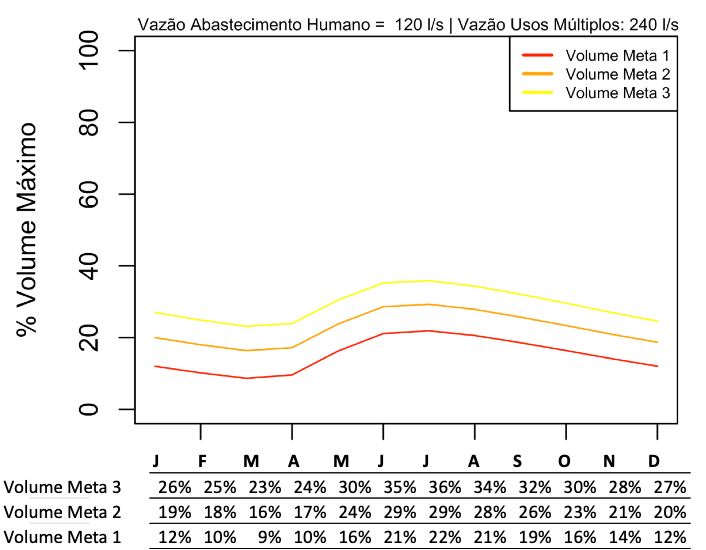 Vazão Abastecimento Humano = 120 l/s | Vazão Usos Múltiplos: 240 l/s
Volume Meta 1
Volume Meta 2
Volume Meta 3
% Volume Máximo
100
80
60
40
20
0
J F M A M J J A S O N D
Volume Meta 3 26% 25% 23% 24% 30% 35% 36% 34% 32% 30% 28% 27%
Volume Meta 2 19% 18% 16% 17% 24% 29% 29% 28% 26% 23% 21% 20%
Volume Meta 1 12% 10% 9% 10% 16% 21% 22% 21% 19% 16% 14% 12%